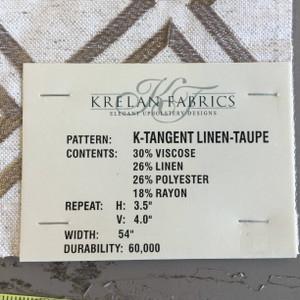 KRELAN FABRICS
ELEGANT UPHOLSTERY DESIGNS
PATTERN: K-TANGENT LINEN-TAUPE
CONTENTS: 30% VISCOSE
26% LINEN
26% POLYESTER
18% RAYON
REPEAT: H: 3.5"
V: 4.0"
WIDTH: 54"
DURABILITY: 60,000